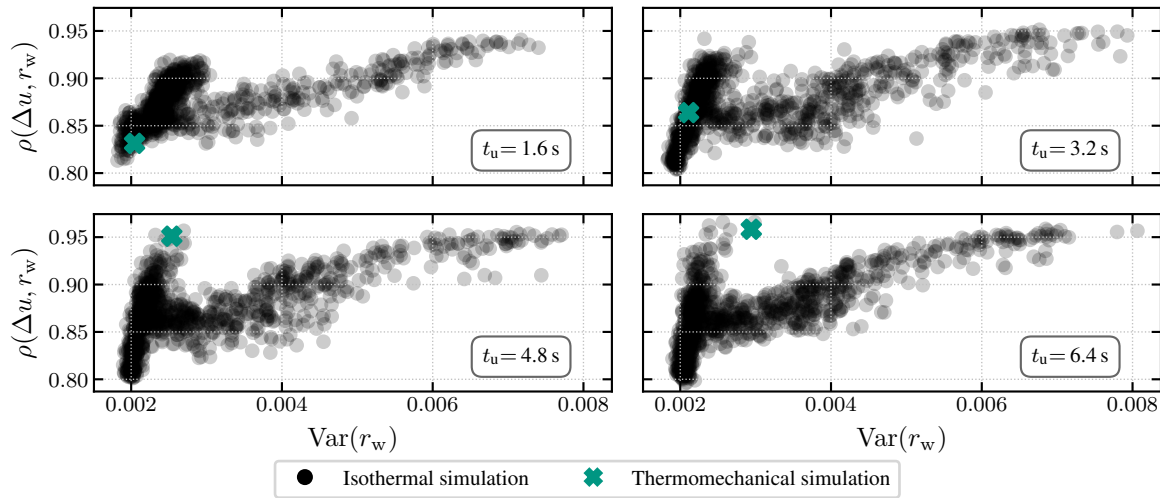 ρ(Δu, r_w)
0.95
0.90
0.85
0.80
t_u = 1.6 s
t_u = 3.2 s
ρ(Δu, r_w)
0.95
0.90
0.85
0.80
t_u = 4.8 s
t_u = 6.4 s
0.002 0.004 0.006 0.008 0.002 0.004 0.006 0.008
Var(r_w) Var(r_w)
Isothermal simulation Thermomechanical simulation